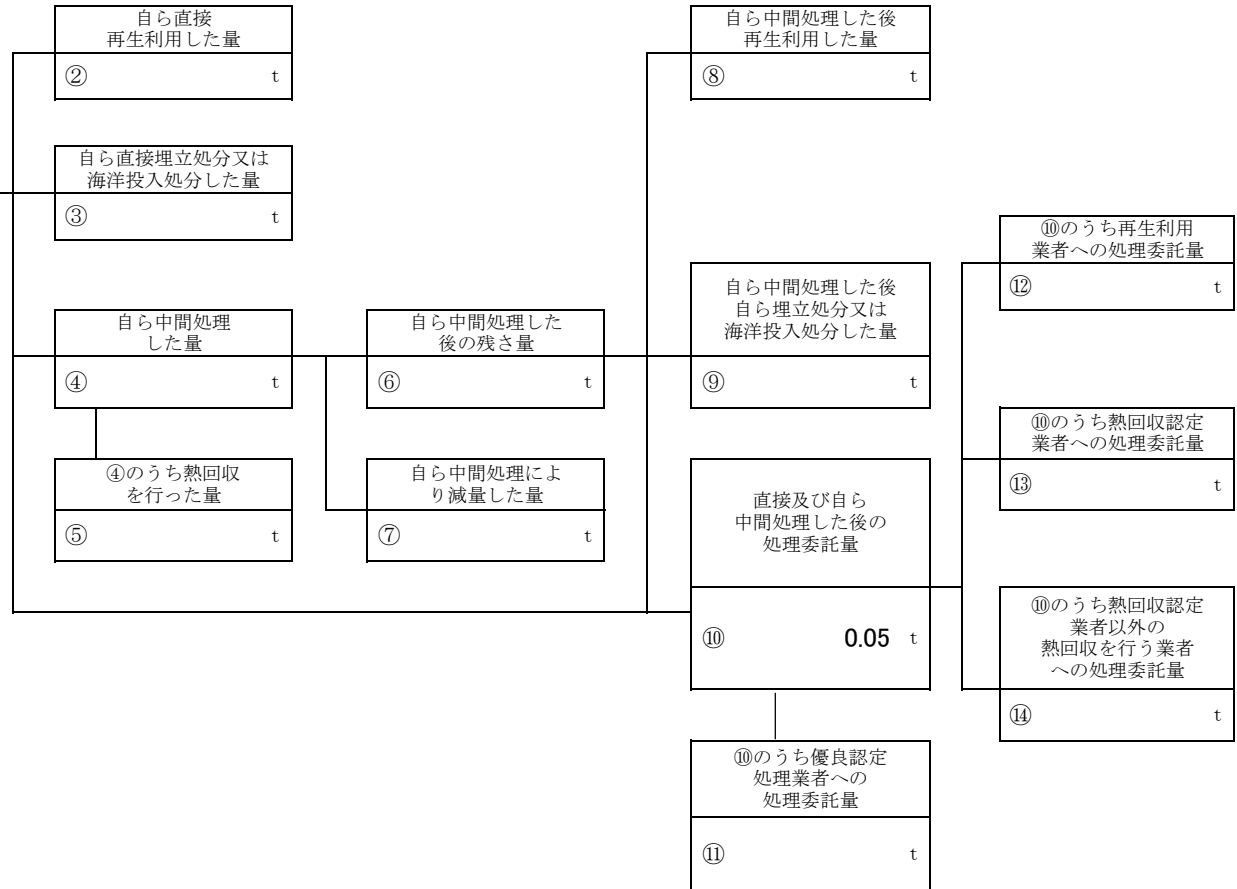 自ら直接
再生利用した量
② t
自ら中間処理した後
再生利用した量
⑧ t
自ら直接埋立処分又は
海洋投入処分した量
③ t
⑩のうち再生利用
業者への処理委託量
⑫ t
自ら中間処理した後
自ら埋立処分又は
海洋投入処分した量
⑨ t
自ら中間処理
した量
④ t
自ら中間処理した
後の残さ量
⑥ t
⑩のうち熱回収認定
業者への処理委託量
⑬ t
④のうち熱回収
を行った量
⑤ t
自ら中間処理によ
り減量した量
⑦ t
直接及び自ら
中間処理した後の
処理委託量
⑩ 0.05 t
⑩のうち熱回収認定
業者以外の
熱回収を行う業者
への処理委託量
⑭ t
⑩のうち優良認定
処理業者への
処理委託量
⑪ t